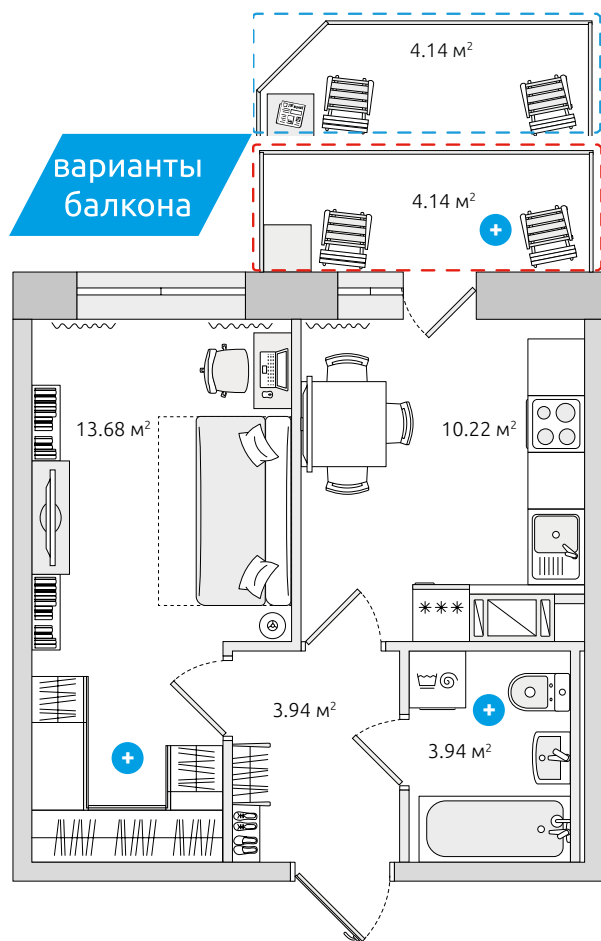 4.14 м²
варианты
балкона
4.14 м²
+
13.68 м²
10.22 м²
***
3.94 м²
+
+
3.94 м²